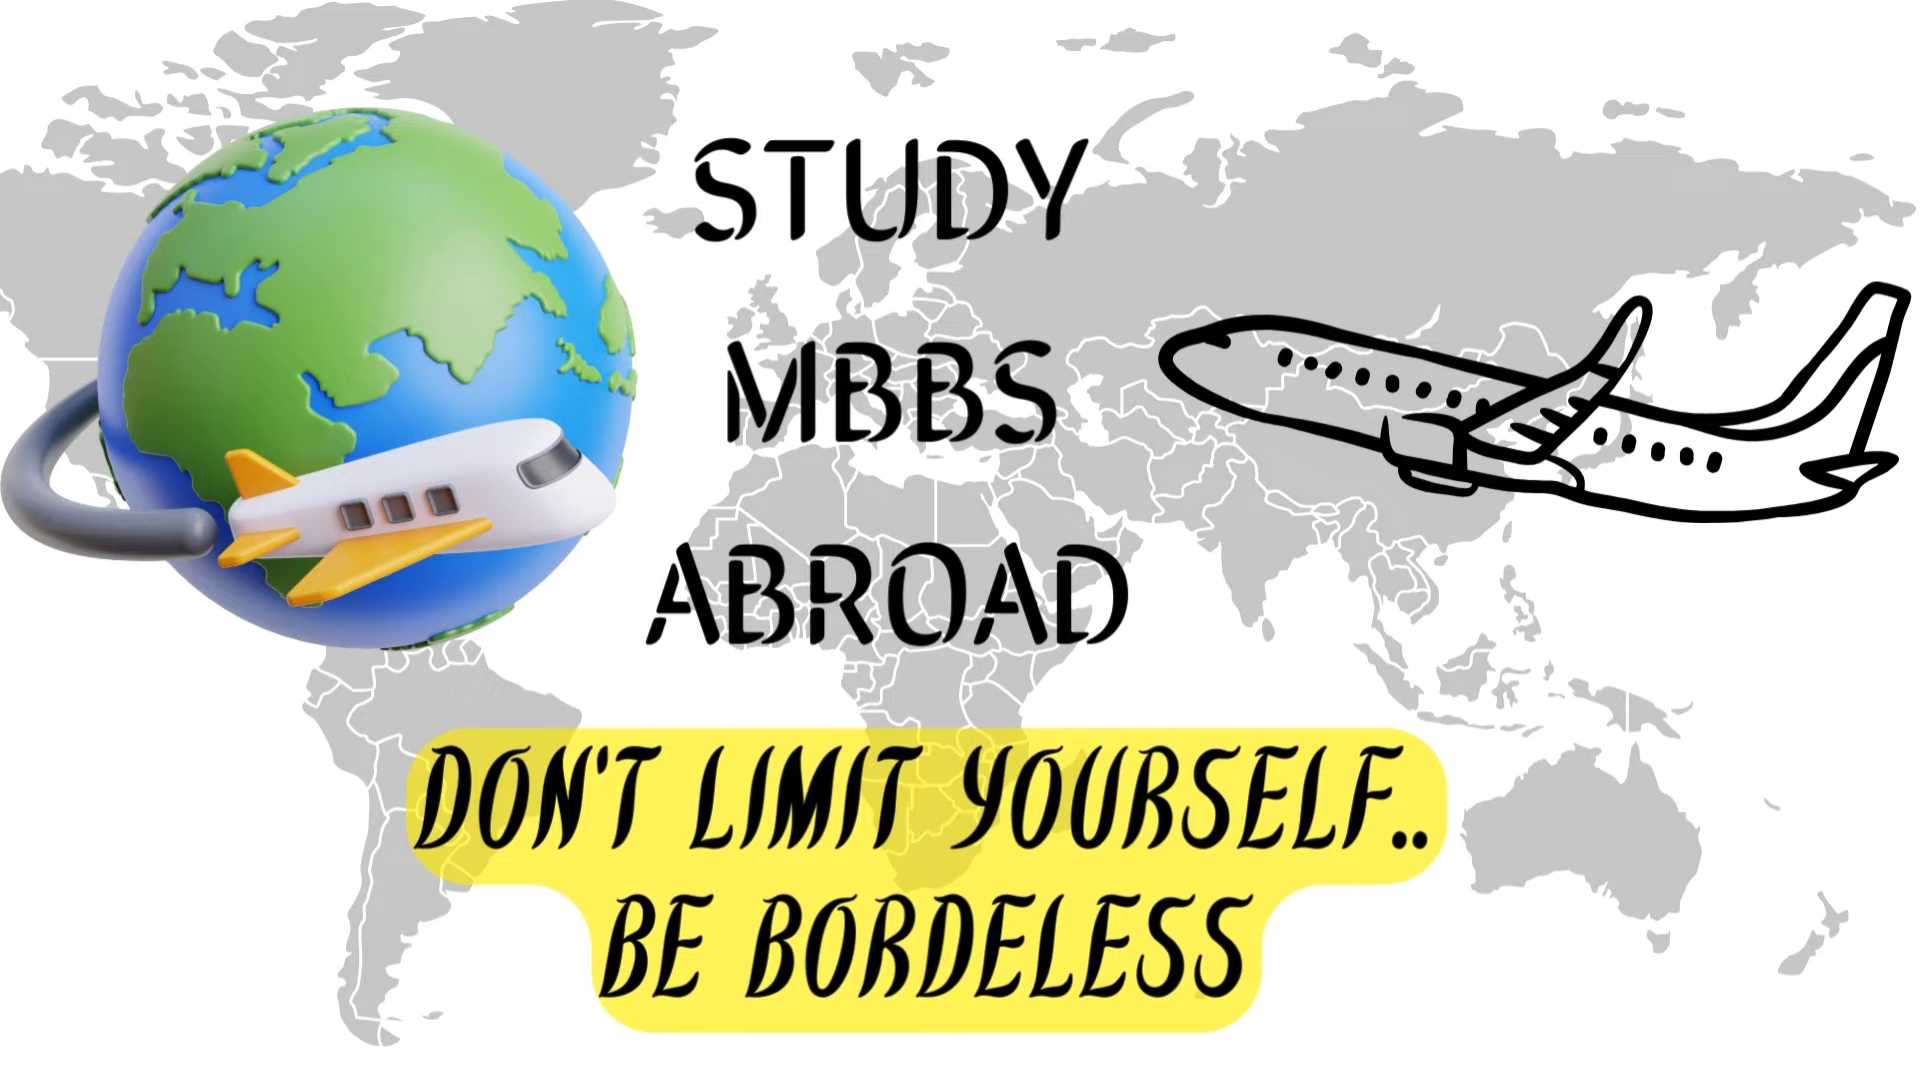 STUDY
MBBS
ABROAD
DON'T LIMIT YOURSELF..
BE BORDELESS